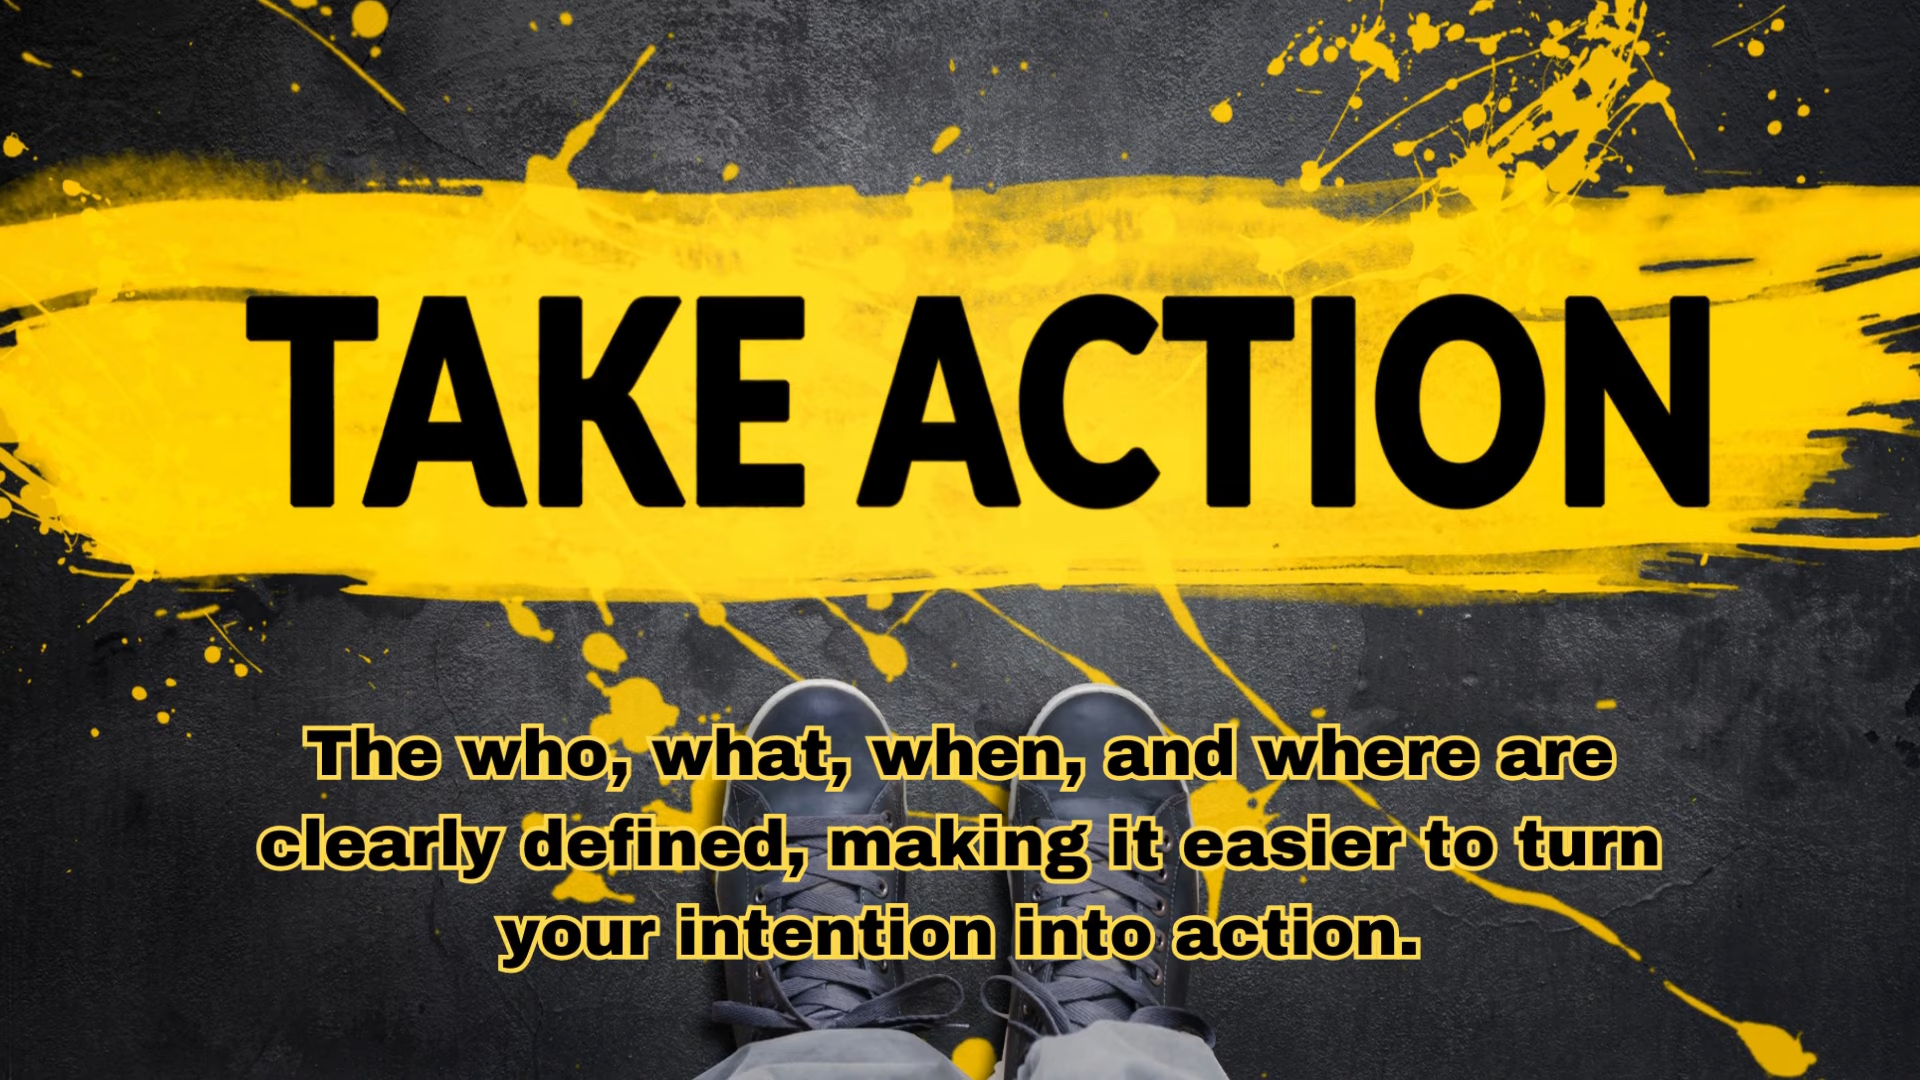 TAKE ACTION
The who, what, when, and where are
clearly defined, making it easier to turn
your intention into action.